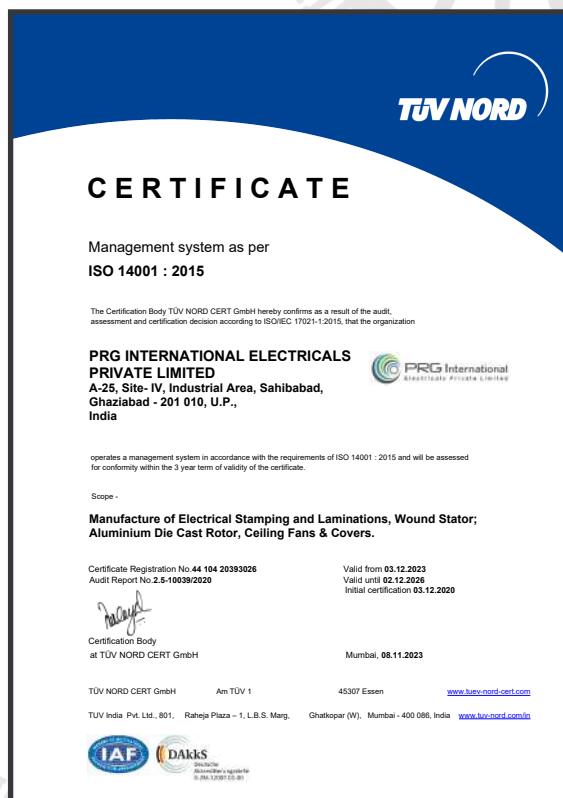 TÜV NORD
CERTIFICATE
Management system as per
ISO 14001 : 2015
The Certification Body TÜV NORD CERT GmbH hereby confirms as a result of the audit,
assessment and certification decision according to ISO/IEC 17021-1:2015, that the organization
PRG INTERNATIONAL ELECTRICALS
PRIVATE LIMITED
A-25, Site- IV, Industrial Area, Sahibabad,
Ghaziabad - 201 010, U.P.,
India
PRG International
Electricals Private Limited
operates a management system in accordance with the requirements of ISO 14001 : 2015 and will be assessed
for conformity within the 3 year term of validity of the certificate.
Scope -
Manufacture of Electrical Stamping and Laminations, Wound Stator;
Aluminium Die Cast Rotor, Ceiling Fans & Covers.
Certificate Registration No.44 104 20393026 Valid from 03.12.2023
Audit Report No.2.5-10039/2020 Valid until 02.12.2026
Initial certification 03.12.2020
Certification Body
at TÜV NORD CERT GmbH Mumbai, 08.11.2023
TÜV NORD CERT GmbH Am TÜV 1 45307 Essen www.tuev-nord-cert.com
TUV India Pvt. Ltd., 801, Raheja Plaza – 1, L.B.S. Marg, Ghatkopar (W), Mumbai - 400 086, India www.tuv-nord.com/in
IAF
DAkkS
Deutsche
Akkreditierungsstelle